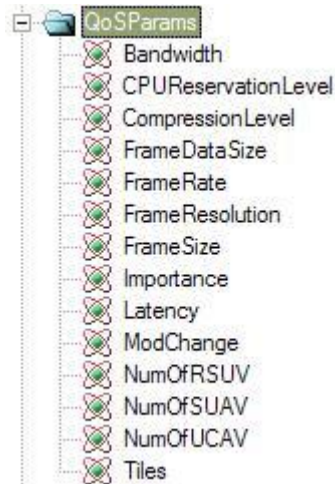 QoSParams
Bandwidth
CPUReservationLevel
CompressionLevel
FrameDataSize
FrameRate
FrameResolution
FrameSize
Importance
Latency
ModChange
NumOfRSUV
NumOfSUAV
NumOfUCAV
Tiles